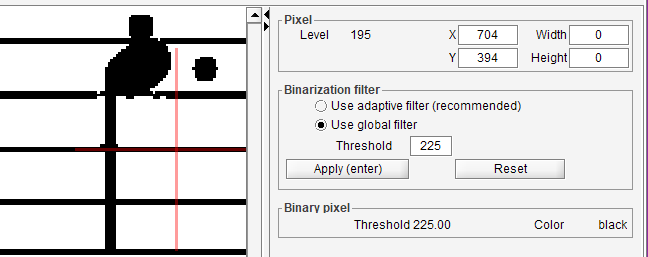 Pixel
Level 195 X 704 Width 0
Y 394 Height 0
Binarization filter
Use adaptive filter (recommended)
Use global filter
Threshold 225
Apply (enter) Reset
Binary pixel
Threshold 225.00 Color black